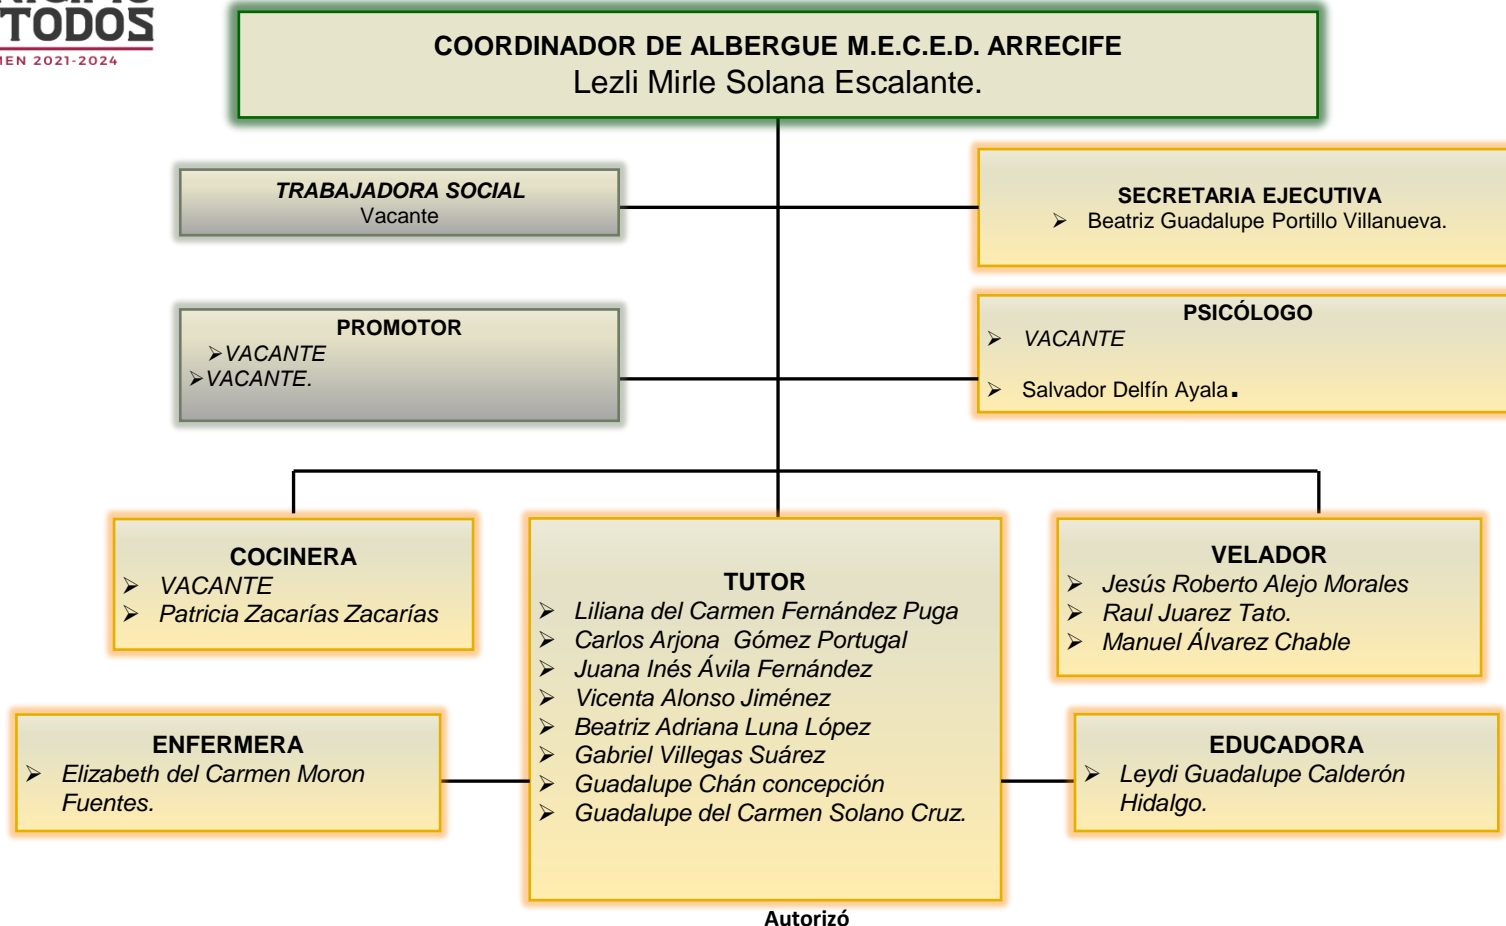 TODOS
MEN 2021-2024
COORDINADOR DE ALBERGUE M.E.C.E.D. ARRECIFE
Lezli Mirle Solana Escalante.
TRABAJADORA SOCIAL
Vacante
SECRETARIA EJECUTIVA
➢ Beatriz Guadalupe Portillo Villanueva.
PROMOTOR
➢VACANTE
➢VACANTE.
PSICÓLOGO
➢ VACANTE
➢ Salvador Delfín Ayala.
COCINERA
➢ VACANTE
➢ Patricia Zacarías Zacarías
TUTOR
➢ Liliana del Carmen Fernández Puga
➢ Carlos Arjona  Gómez Portugal
➢ Juana Inés Ávila Fernández
➢ Vicenta Alonso Jiménez
➢ Beatriz Adriana Luna López
➢ Gabriel Villegas Suárez
➢ Guadalupe Chán concepción
➢ Guadalupe del Carmen Solano Cruz.
VELADOR
➢ Jesús Roberto Alejo Morales
➢ Raul Juarez Tato.
➢ Manuel Álvarez Chable
ENFERMERA
➢ Elizabeth del Carmen Moron
Fuentes.
EDUCADORA
➢ Leydi Guadalupe Calderón
Hidalgo.
Autorizó